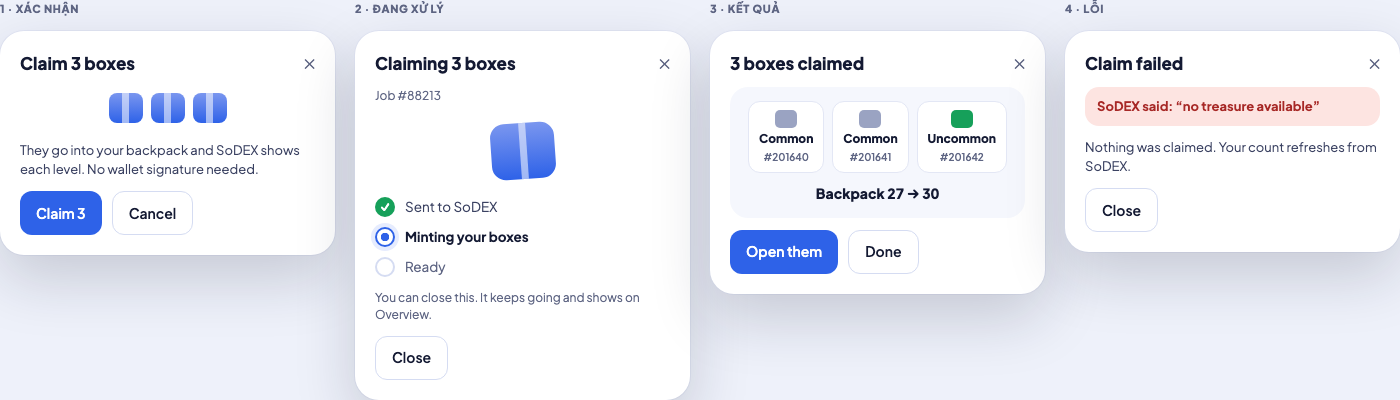 1 · XÁC NHẬN
Claim 3 boxes
They go into your backpack and SoDEX shows
each level. No wallet signature needed.
Claim 3
Cancel
2 · ĐANG XỬ LÝ
Claiming 3 boxes
Job #88213
Sent to SoDEX
Minting your boxes
Ready
You can close this. It keeps going and shows on
Overview.
Close
3 · KẾT QUẢ
3 boxes claimed
Common
#201640
Common
#201641
Uncommon
#201642
Backpack 27 → 30
Open them
Done
4 · LỖI
Claim failed
SoDEX said: “no treasure available”
Nothing was claimed. Your count refreshes from
SoDEX.
Close